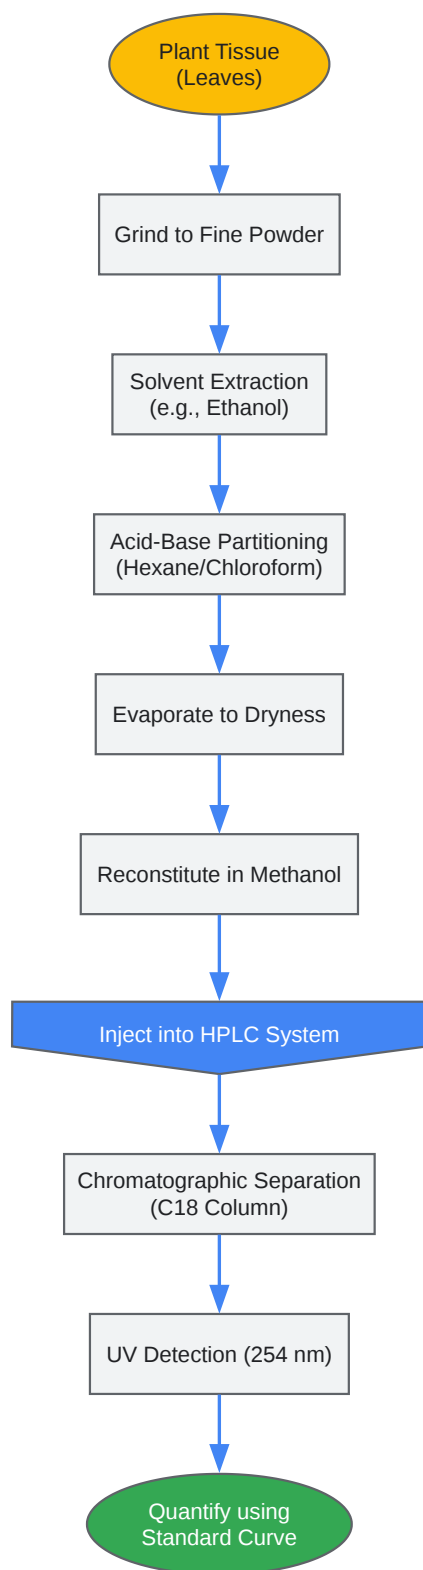 Plant Tissue
(Leaves)
Grind to Fine Powder
Solvent Extraction
(e.g., Ethanol)
Acid-Base Partitioning
(Hexane/Chloroform)
Evaporate to Dryness
Reconstitute in Methanol
Inject into HPLC System
Chromatographic Separation
(C18 Column)
UV Detection (254 nm)
Quantify using
Standard Curve